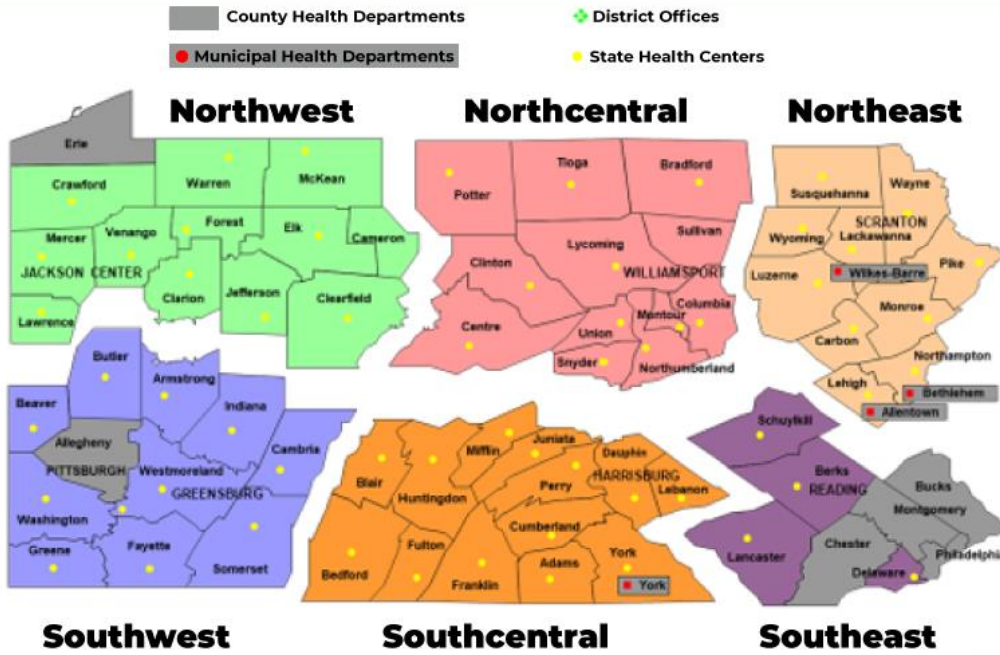 County Health Departments
District Offices
Municipal Health Departments
State Health Centers
Northwest
Northcentral
Northeast
Erie
Crawford
Warren
McKean
Mercer
Venango
Forest
Elk
Cameron
JACKSON CENTER
Clarion
Jefferson
Clearfield
Lawrence
Potter
Tioga
Bradford
Sullivan
Lycoming
Clinton
WILLIAMSPORT
Columbia
Montour
Centre
Union
Snyder
Northumberland
Susquehanna
Wayne
SCRANTON
Wyoming
Lackawanna
Luzerne
Wilkes-Barre
Pike
Monroe
Carbon
Northampton
Lehigh
Bethlehem
Allentown
Butler
Armstrong
Beaver
Indiana
Allegheny
PITTSBURGH
Westmoreland
Cambria
GREENSBURG
Washington
Greene
Fayette
Somerset
Mifflin
Juniata
Dauphin
Blair
Huntingdon
Perry
HARRISBURG
Lebanon
Cumberland
Bedford
Fulton
Franklin
Adams
York
York
Schuylkill
Berks
READING
Bucks
Montgomery
Lancaster
Chester
Philadelphia
Delaware
Southwest
Southcentral
Southeast